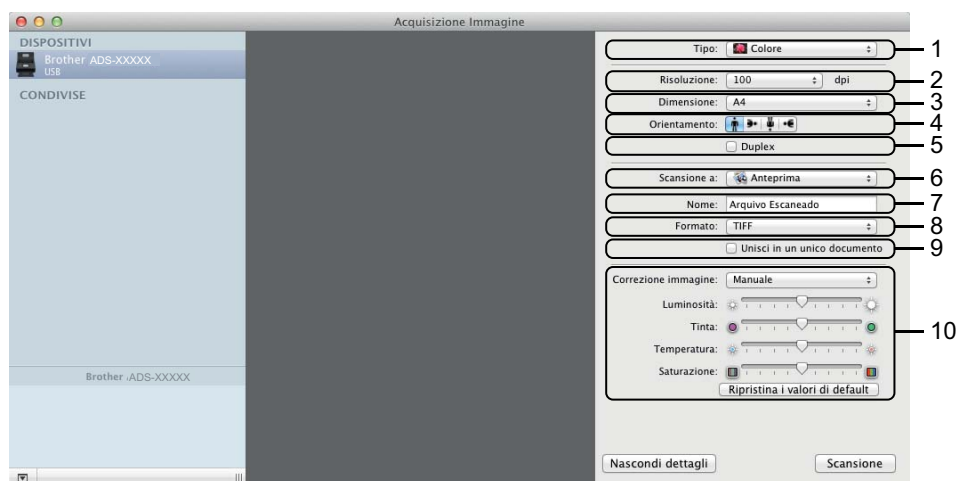 Acquisizione Immagine
DISPOSITIVI
Brother ADS-XXXXX
USB
CONDIVISE
Brother .ADS-XXXXX
Tipo: Colore 1
Risoluzione: 100 dpi 2
Dimensione: A4 3
Orientamento: 4
Duplex 5
Scansione a: Anteprima 6
Nome: Arquivo Escaneado 7
Formato: TIFF 8
Unisci in un unico documento 9
Correzione immagine: Manuale
Luminosità:
Tinta: 10
Temperatura:
Saturazione:
Ripristina i valori di default
Nascondi dettagli Scansione